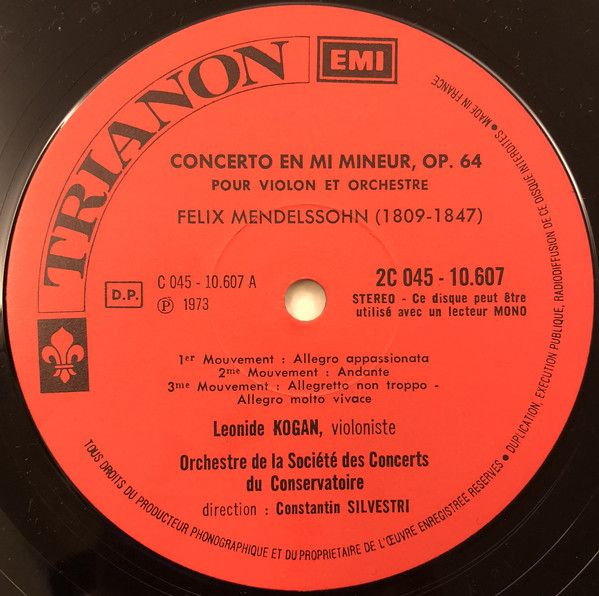 TRIANON
EMI
CONCERTO EN MI MINEUR, OP. 64
POUR VIOLON ET ORCHESTRE
FELIX MENDELSSOHN (1809-1847)
C 045 - 10.607 A
D.P.
Ⓟ 1973
2C 045 - 10.607
STEREO - Ce disque peut être
utilisé avec un lecteur MONO
1er Mouvement : Allegro appassionata
2me Mouvement : Andante
3me Mouvement : Allegretto non troppo -
Allegro molto vivace
Leonide KOGAN, violoniste
Orchestre de la Société des Concerts
du Conservatoire
direction : Constantin SILVESTRI
TOUS DROITS DU PRODUCTEUR PHONOGRAPHIQUE ET DU PROPRIETAIRE DE L'ŒUVRE ENREGISTREE RESERVES • DUPLICATION, EXECUTION PUBLIQUE, RADIODIFFUSION DE CE DISQUE INTERDITES • MADE IN FRANCE